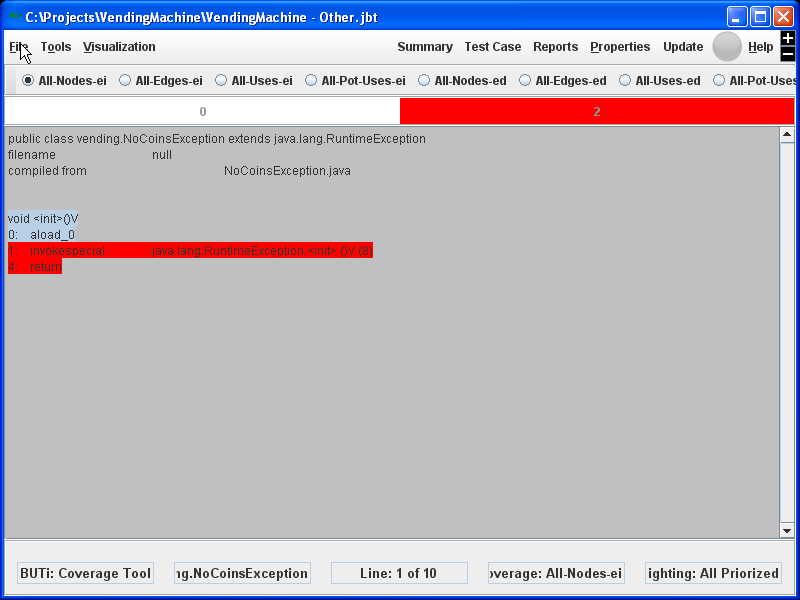 C:\Projects\VendingMachine\VendingMachine - Other.jbt
File Tools Visualization Summary Test Case Reports Properties Update Help
All-Nodes-ei All-Edges-ei All-Uses-ei All-Pot-Uses-ei All-Nodes-ed All-Edges-ed All-Uses-ed All-Pot-Uses
0 2
public class vending.NoCoinsException extends java.lang.RuntimeException
filename null
compiled from NoCoinsException.java
void <init>()V
0: aload_0
1: invokespecial java.lang.RuntimeException.<init> ()V (8)
4: return
BUTi: Coverage Tool ng.NoCoinsException Line: 1 of 10 overage: All-Nodes-ei ighting: All Priorized